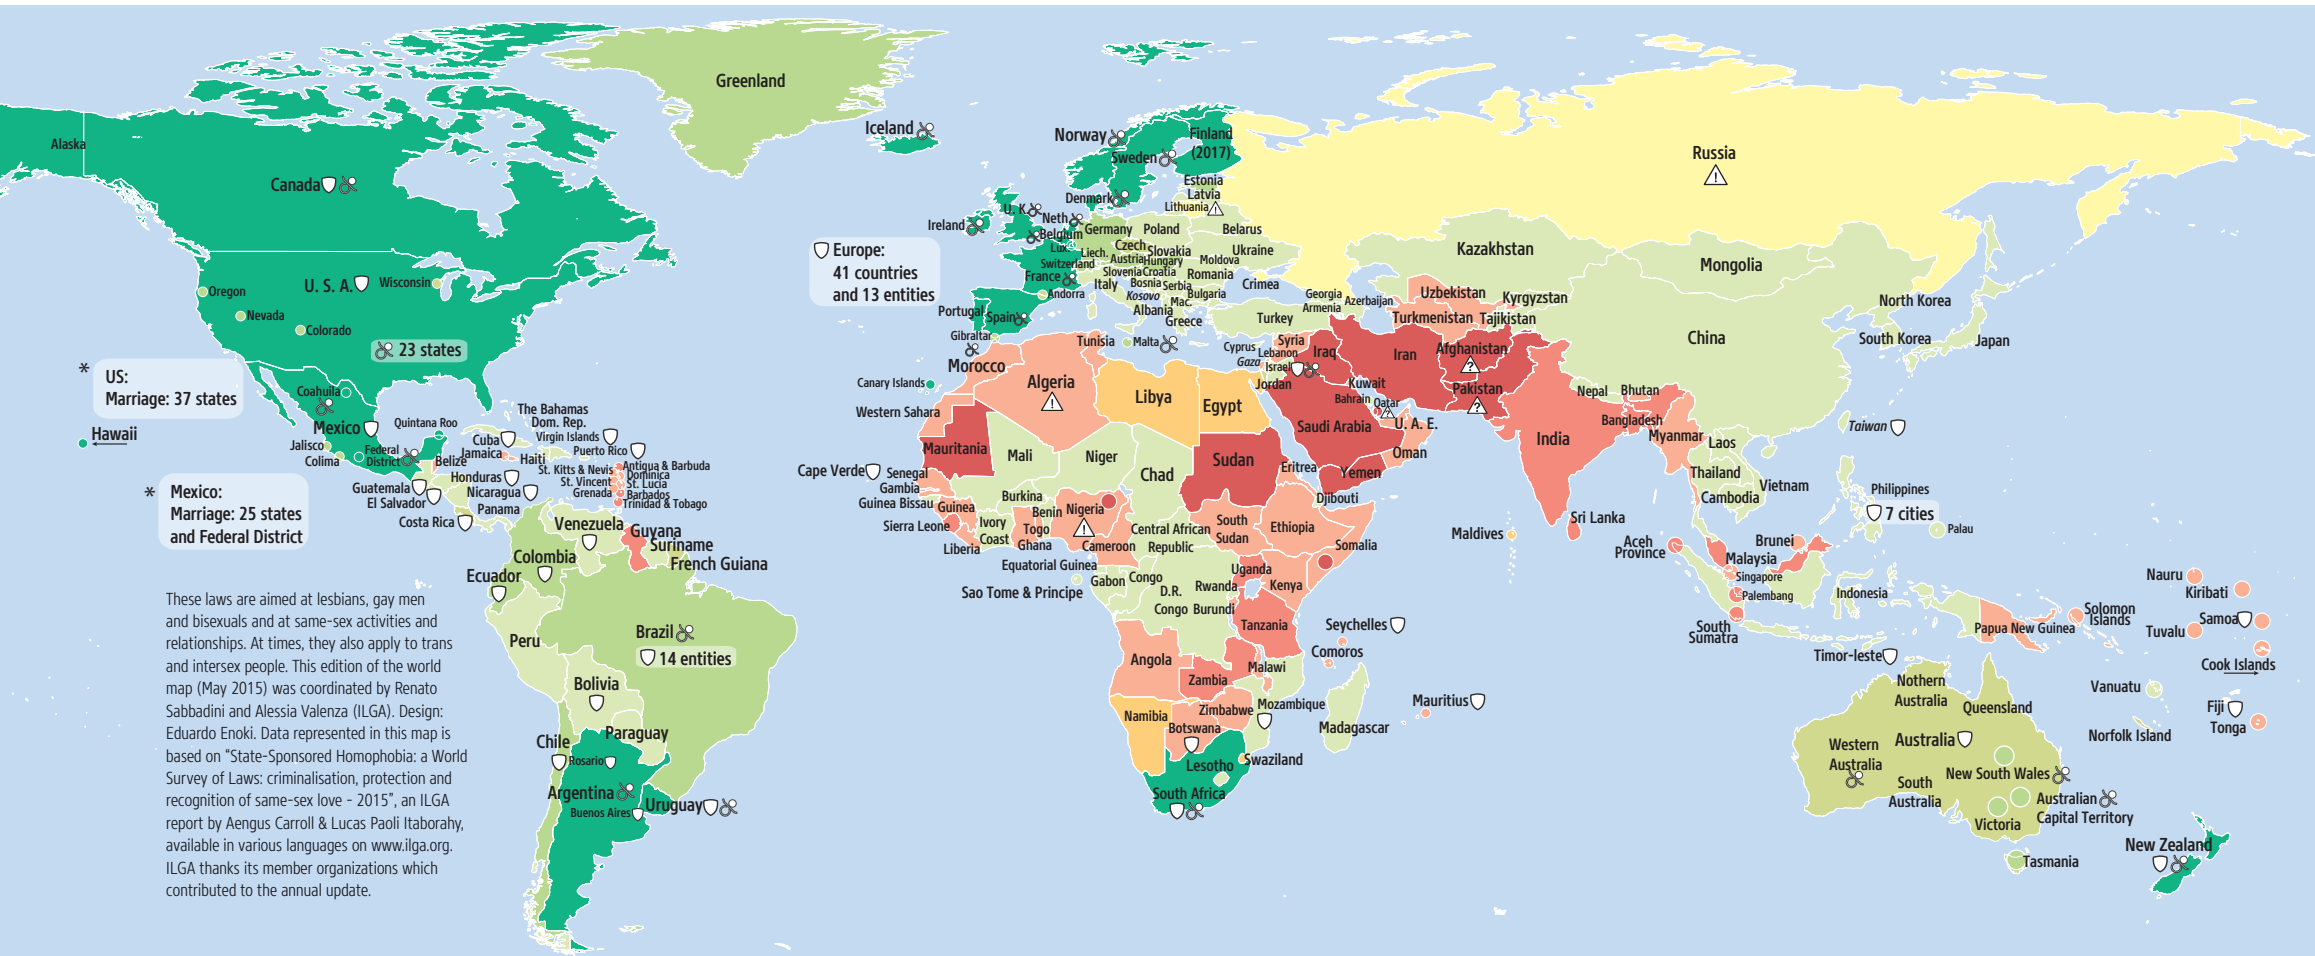 Greenland
Alaska
Canada
Iceland
Norway
Finland
(2017)
Sweden
Russia
Estonia
Latvia
Lithuania
Denmark
U. K.
Neth.
Ireland
Belgium
Lux.
Germany
Poland
Belarus
Czech
Slovakia
Ukraine
Liech.
Austria
Hungary
Moldova
Switzerland
France
Slovenia
Croatia
Romania
Bosnia
Serbia
Italy
Kosovo
Mac.
Bulgaria
Crimea
Andorra
Albania
Greece
Portugal
Spain
Gibraltar
Europe:
41 countries
and 13 entities
Kazakhstan
Mongolia
Georgia
Armenia
Azerbaijan
Uzbekistan
Kyrgyzstan
Turkmenistan
Tajikistan
Turkey
North Korea
China
South Korea
Japan
U. S. A.
Wisconsin
Oregon
Nevada
Colorado
23 states
*
US:
Marriage: 37 states
Hawaii
Coahuila
Mexico
Quintana Roo
Jalisco
Colima
Federal
District
*
Mexico:
Marriage: 25 states
and Federal District
The Bahamas
Dom. Rep.
Virgin Islands
Puerto Rico
Cuba
Jamaica
Haiti
Belize
Honduras
Guatemala
El Salvador
Nicaragua
Panama
Costa Rica
St. Kitts & Nevis
St. Vincent
Grenada
Antigua & Barbuda
Dominica
St. Lucia
Barbados
Trinidad & Tobago
Venezuela
Guyana
Suriname
French Guiana
Colombia
Ecuador
Peru
Brazil
14 entities
Bolivia
Paraguay
Chile
Rosario
Argentina
Buenos Aires
Uruguay
Tunisia
Malta
Cyprus
Syria
Lebanon
Gaza
Israel
Jordan
Iraq
Iran
Afghanistan
Pakistan
Kuwait
Bahrain
Qatar
U. A. E.
Saudi Arabia
Oman
Yemen
Morocco
Canary Islands
Algeria
Libya
Egypt
Western Sahara
Mauritania
Mali
Niger
Chad
Sudan
Eritrea
Djibouti
Cape Verde
Senegal
Gambia
Guinea Bissau
Guinea
Sierra Leone
Liberia
Burkina
Benin
Ivory
Coast
Togo
Ghana
Nigeria
Cameroon
Central African
Republic
South
Sudan
Ethiopia
Somalia
Equatorial Guinea
Sao Tome & Principe
Gabon
Congo
D.R.
Congo
Uganda
Rwanda
Burundi
Kenya
Tanzania
Seychelles
Comoros
Angola
Zambia
Malawi
Zimbabwe
Mozambique
Namibia
Botswana
Madagascar
Mauritius
Swaziland
Lesotho
South Africa
Nepal
Bhutan
India
Bangladesh
Myanmar
Laos
Thailand
Vietnam
Cambodia
Taiwan
Philippines
7 cities
Palau
Sri Lanka
Maldives
Aceh
Province
Brunei
Malaysia
Singapore
Palembang
South
Sumatra
Indonesia
Papua New Guinea
Timor-leste
Nauru
Kiribati
Solomon
Islands
Samoa
Tuvalu
Cook Islands
Vanuatu
Fiji
Tonga
Norfolk Island
Nothern
Australia
Queensland
Western
Australia
Australia
New South Wales
South
Australia
Australian
Capital Territory
Victoria
Tasmania
New Zealand
These laws are aimed at lesbians, gay men
and bisexuals and at same-sex activities and
relationships. At times, they also apply to trans
and intersex people. This edition of the world
map (May 2015) was coordinated by Renato
Sabbadini and Alessia Valenza (ILGA). Design:
Eduardo Enoki. Data represented in this map is
based on “State-Sponsored Homophobia: a World
Survey of Laws: criminalisation, protection and
recognition of same-sex love - 2015”, an ILGA
report by Aengus Carroll & Lucas Paoli Itaborahy,
available in various languages on www.ilga.org.
ILGA thanks its member organizations which
contributed to the annual update.